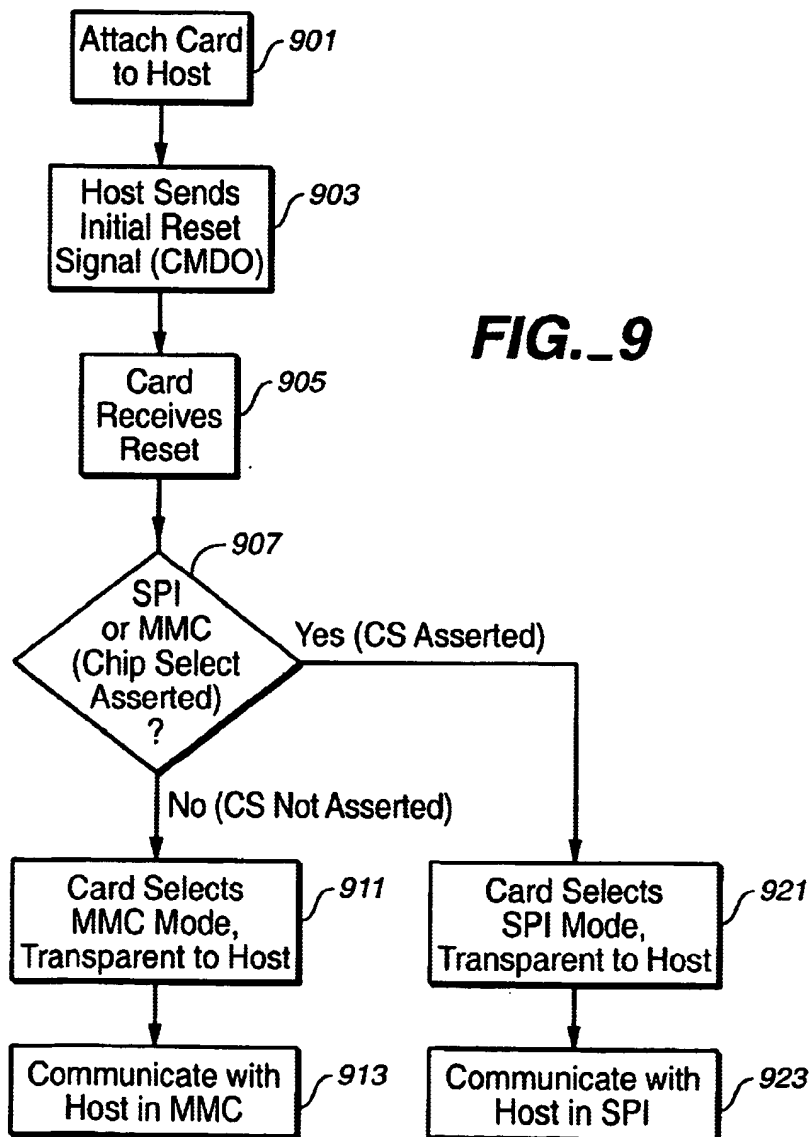 Attach Card
to Host
901
Host Sends
Initial Reset
Signal (CMDO)
903
FIG._9
Card
Receives
Reset
905
907
SPI
or MMC
(Chip Select
Asserted)
?
Yes (CS Asserted)
No (CS Not Asserted)
Card Selects
MMC Mode,
Transparent to Host
911
Card Selects
SPI Mode,
Transparent to Host
921
Communicate with
Host in MMC
913
Communicate with
Host in SPI
923